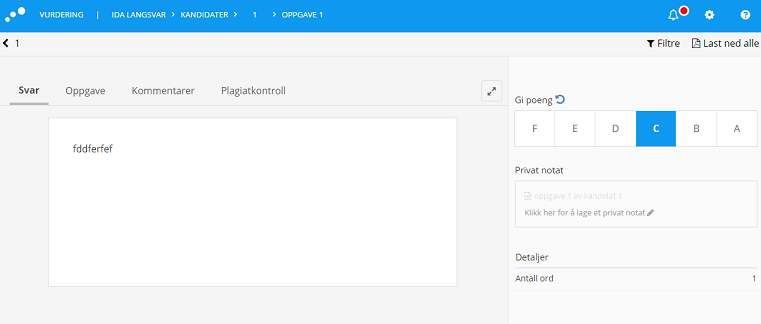 VURDERING | IDA LANGSVAR > KANDIDATER > 1 > OPPGAVE 1
1 Filtre Last ned alle
Svar Oppgave Kommentarer Plagiatkontroll
Gi poeng
F E D C B A
fddferfef
Privat notat
oppgave 1 av kandidat 1
Klikk her for å lage et privat notat
Detaljer
Antall ord 1